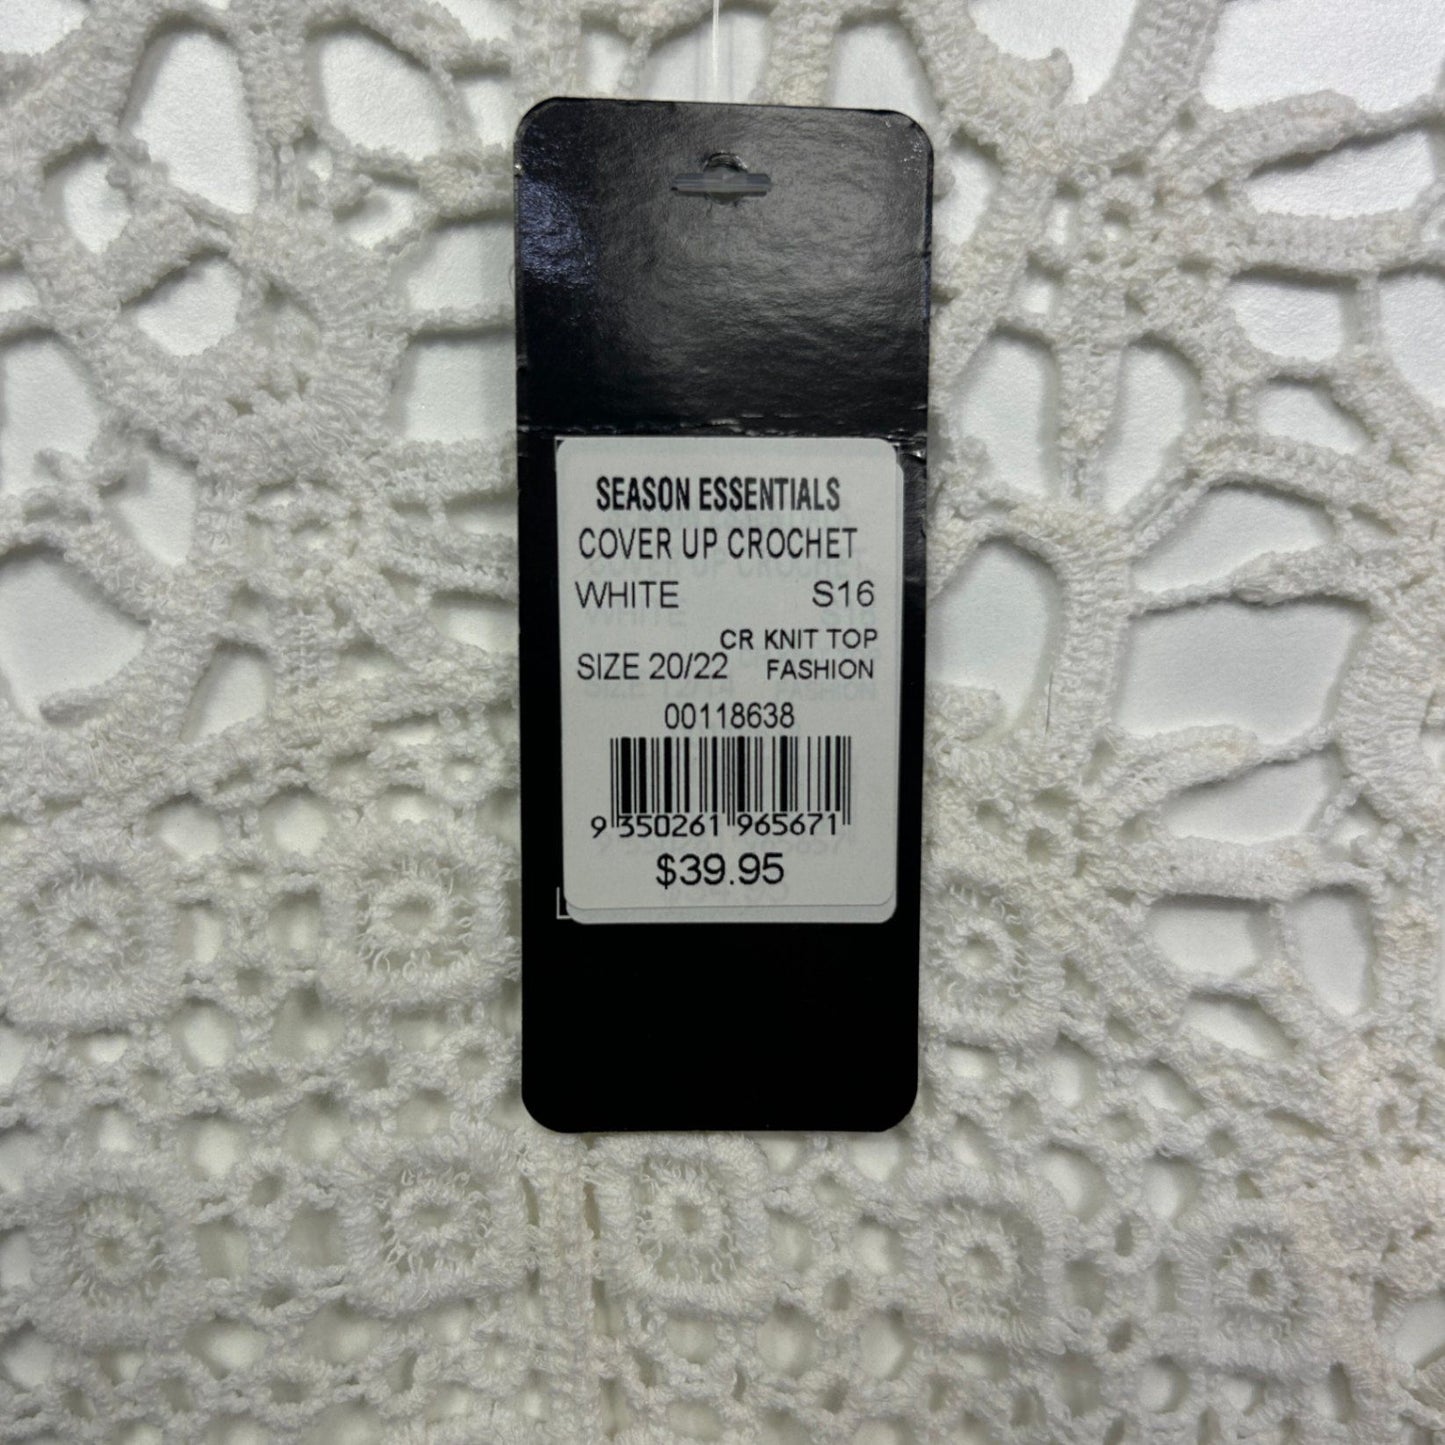 SEASON ESSENTIALS
COVER UP CROCHET
WHITE S16
CR KNIT TOP
SIZE 20/22 FASHION
00118638
9 350261 965671
$39.95